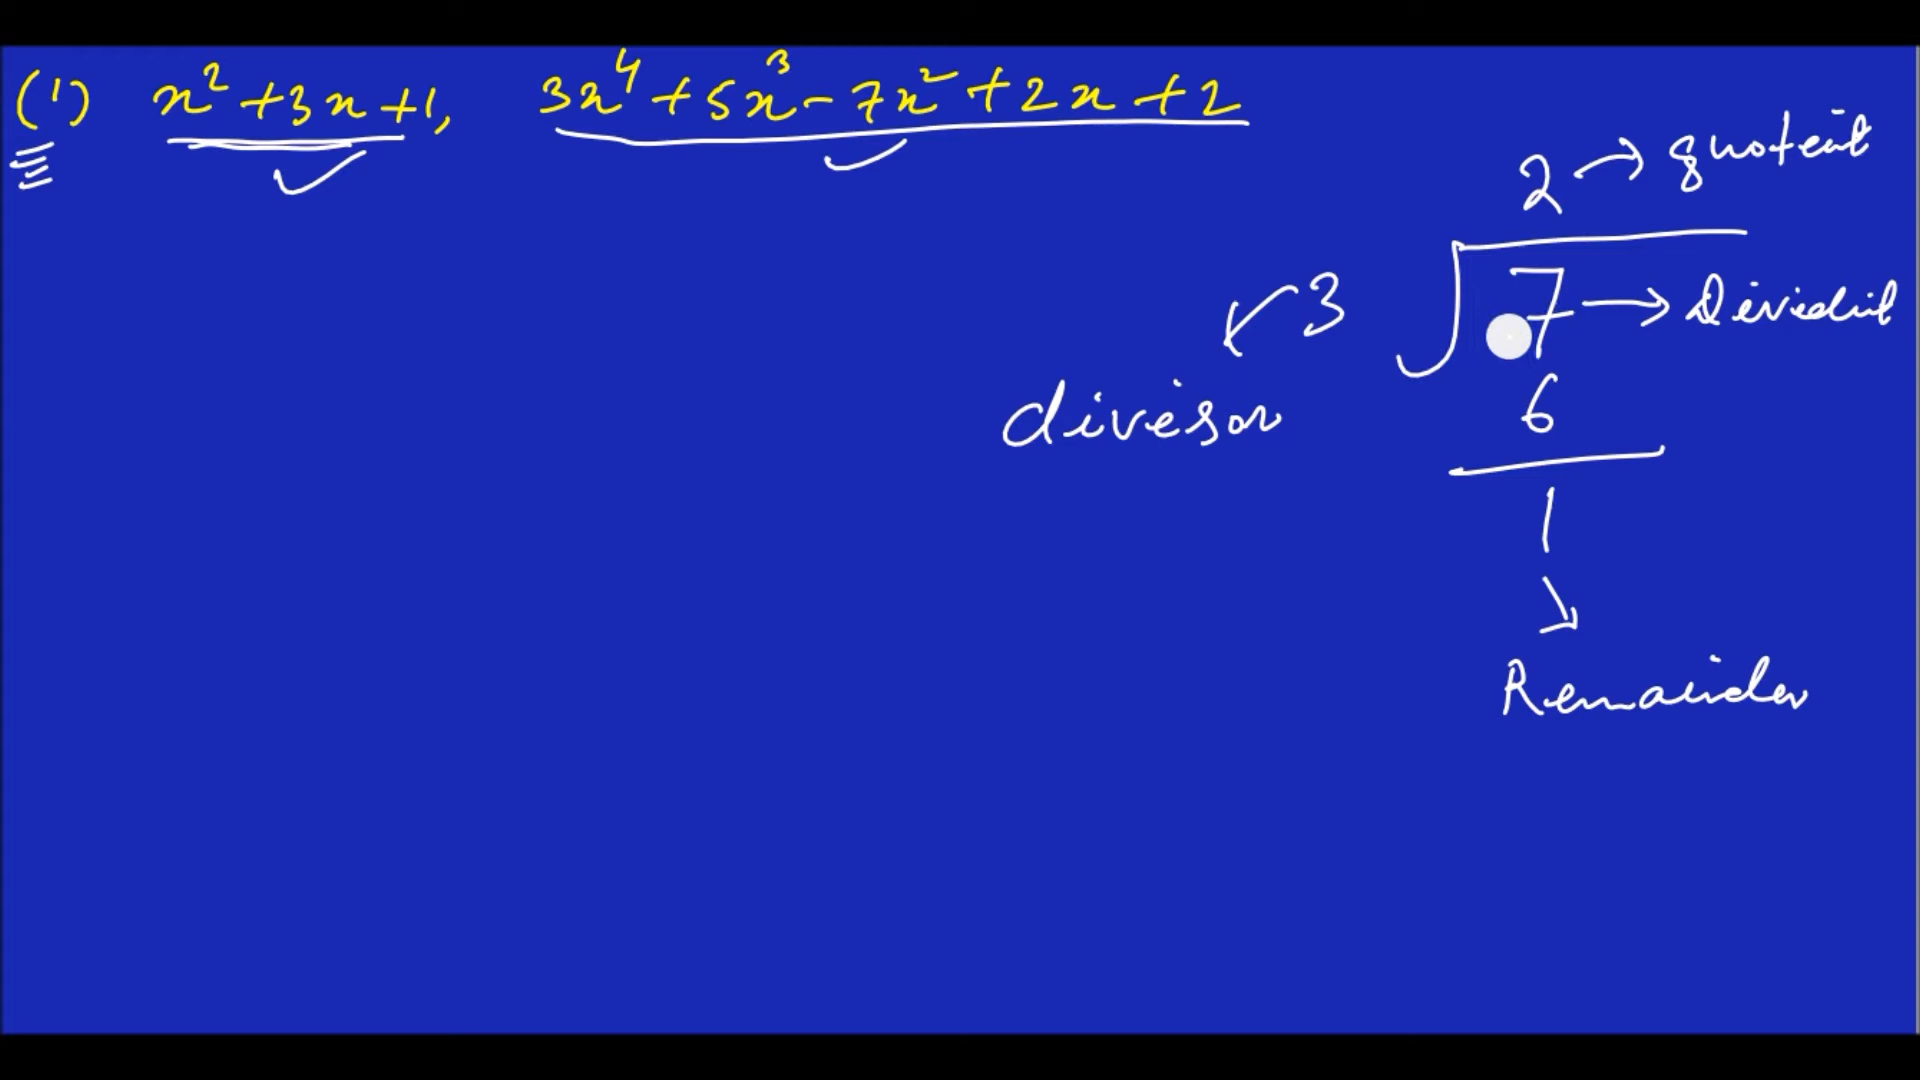 (1) x² + 3x + 1, 3x⁴ + 5x³ - 7x² + 2x + 2
2 → quotient
3 7 → Dividend
divisor 6
1
Remainder